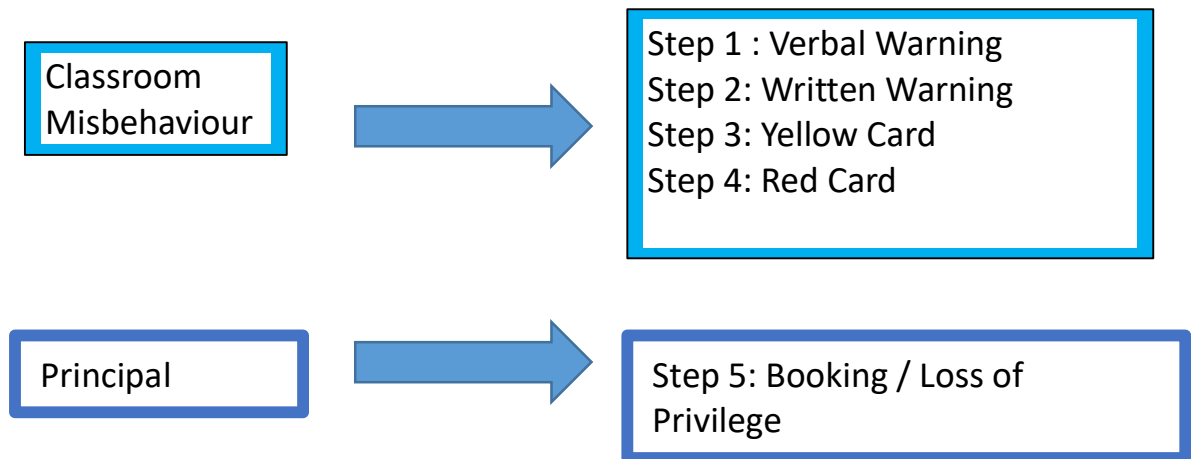 Classroom
Misbehaviour
Step 1 : Verbal Warning
Step 2: Written Warning
Step 3: Yellow Card
Step 4: Red Card
Principal
Step 5: Booking / Loss of
Privilege